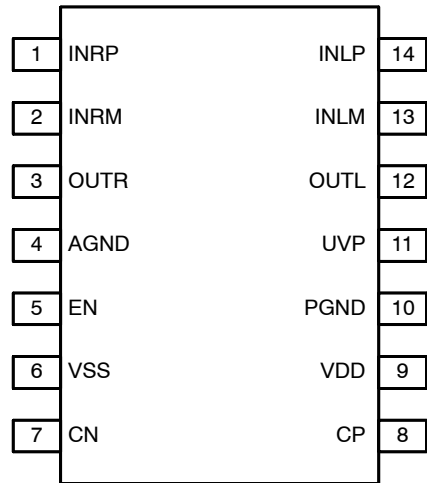 1 INRP INLP 14
2 INRM INLM 13
3 OUTR OUTL 12
4 AGND UVP 11
5 EN PGND 10
6 VSS VDD 9
7 CN CP 8